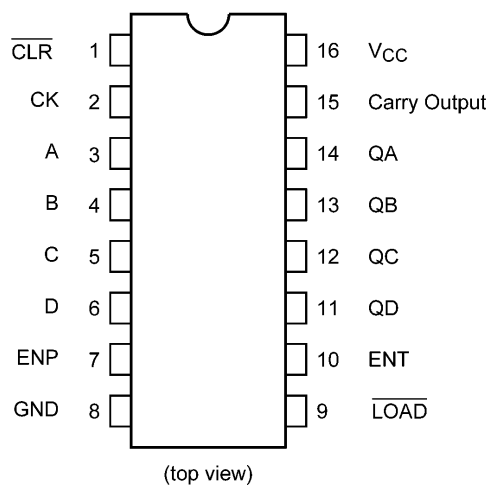 CLR 1 16 VCC
CK 2 15 Carry Output
A 3 14 QA
B 4 13 QB
C 5 12 QC
D 6 11 QD
ENP 7 10 ENT
GND 8 9 LOAD
(top view)